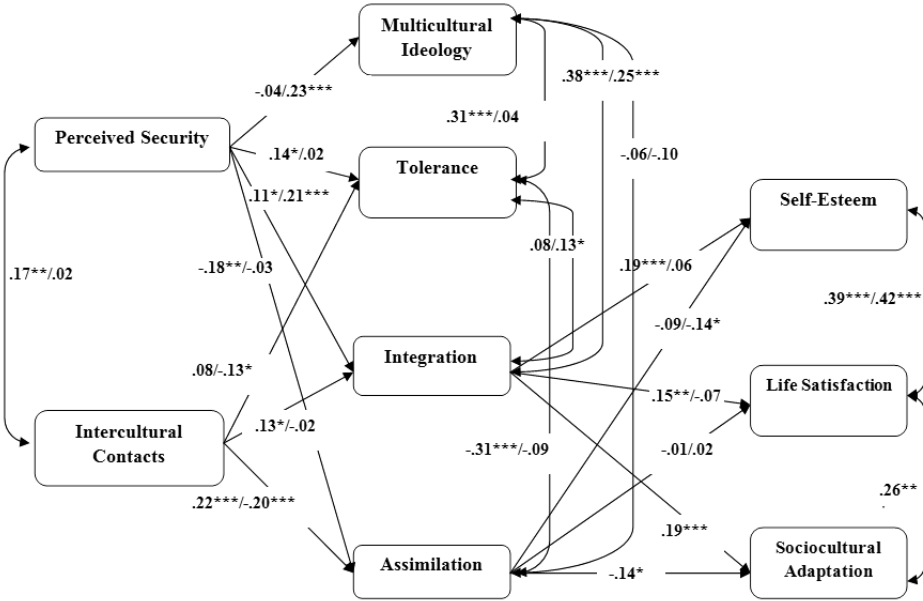 Multicultural
Ideology
.38***/.25***
-.04/.23***
.31***/.04
Perceived Security
.14*/.02
Tolerance
-.06/-.10
.11*/.21***
Self-Esteem
.08/.13*
.17**/.02
-.18**/-.03
.19***/.06
.39***/.42***
-.09/-.14*
Integration
.08/-.13*
Life Satisfaction
.15**/-.07
Intercultural
Contacts
.13*/-.02
-.31***/-.09
-.01/.02
.22***/-.20***
.26**
.19***
Assimilation
Sociocultural
Adaptation
-.14*